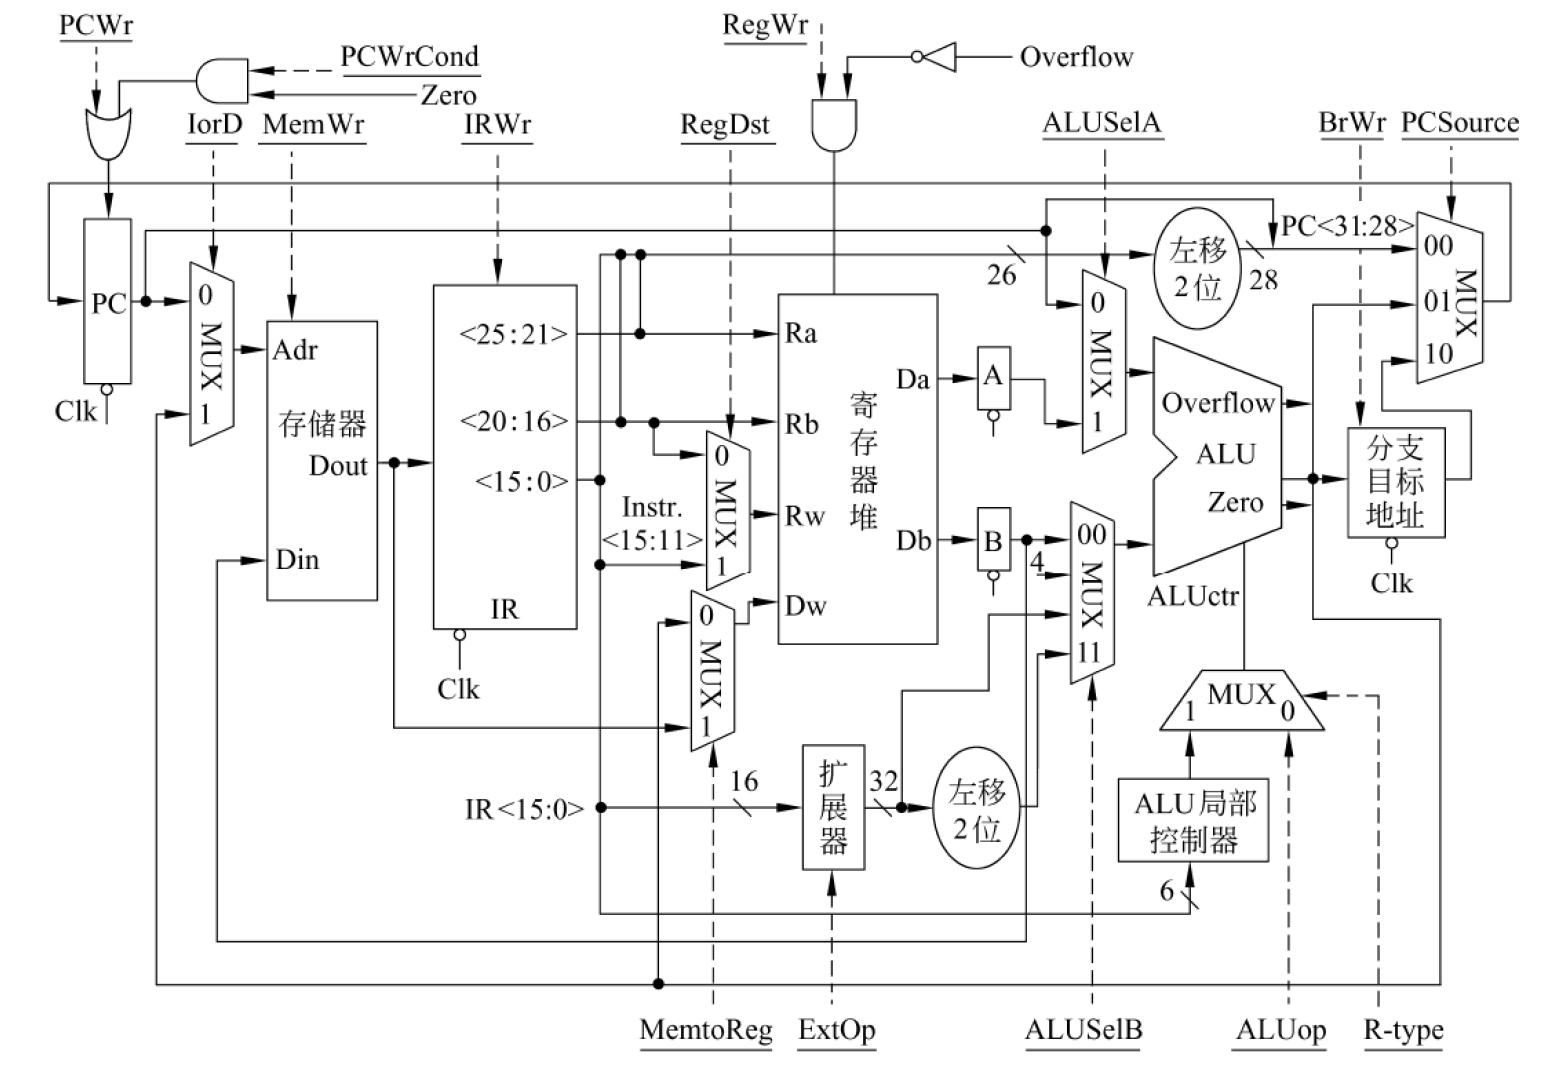 PCWr
RegWr
PCWrCond
Overflow
Zero
IorD
MemWr
IRWr
RegDst
ALUSelA
BrWr
PCSource
PC<31:28>
左移
2位
26
28
00
01
10
MUX
PC
Clk
0
MUX
1
Adr
存储器
Dout
Din
<25:21>
<20:16>
<15:0>
IR
Clk
Instr.
<15:11>
0
MUX
1
0
MUX
1
Ra
Rb
Rw
Dw
寄存器堆
Da
Db
A
B
0
MUX
1
00
4
MUX
11
Overflow
ALU
Zero
ALUctr
分支
目标
地址
Clk
MUX
1
0
ALU局部
控制器
6
IR<15:0>
16
扩展器
32
左移
2位
MemtoReg
ExtOp
ALUSelB
ALUop
R-type